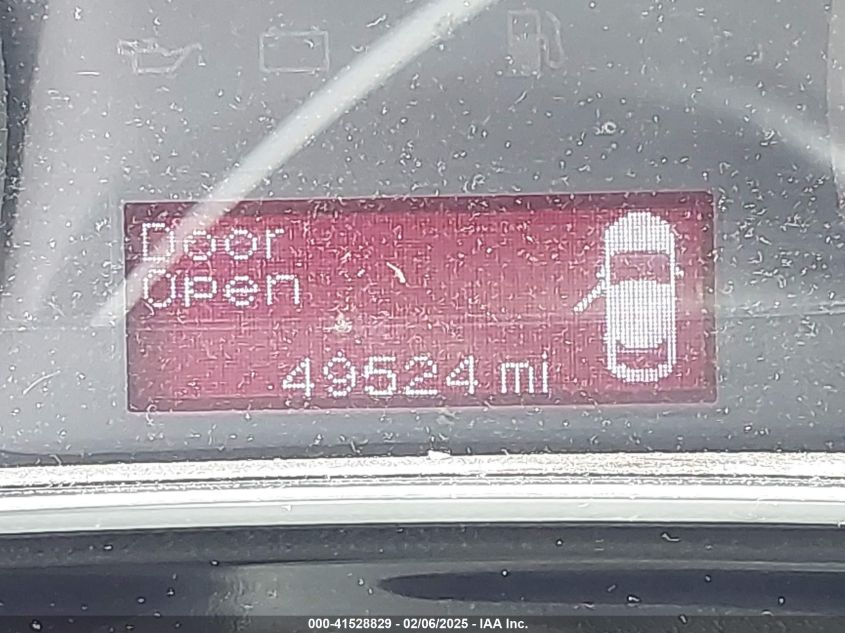 Door
Open
49524 mi
000-41528829 - 02/06/2025 - IAA Inc.